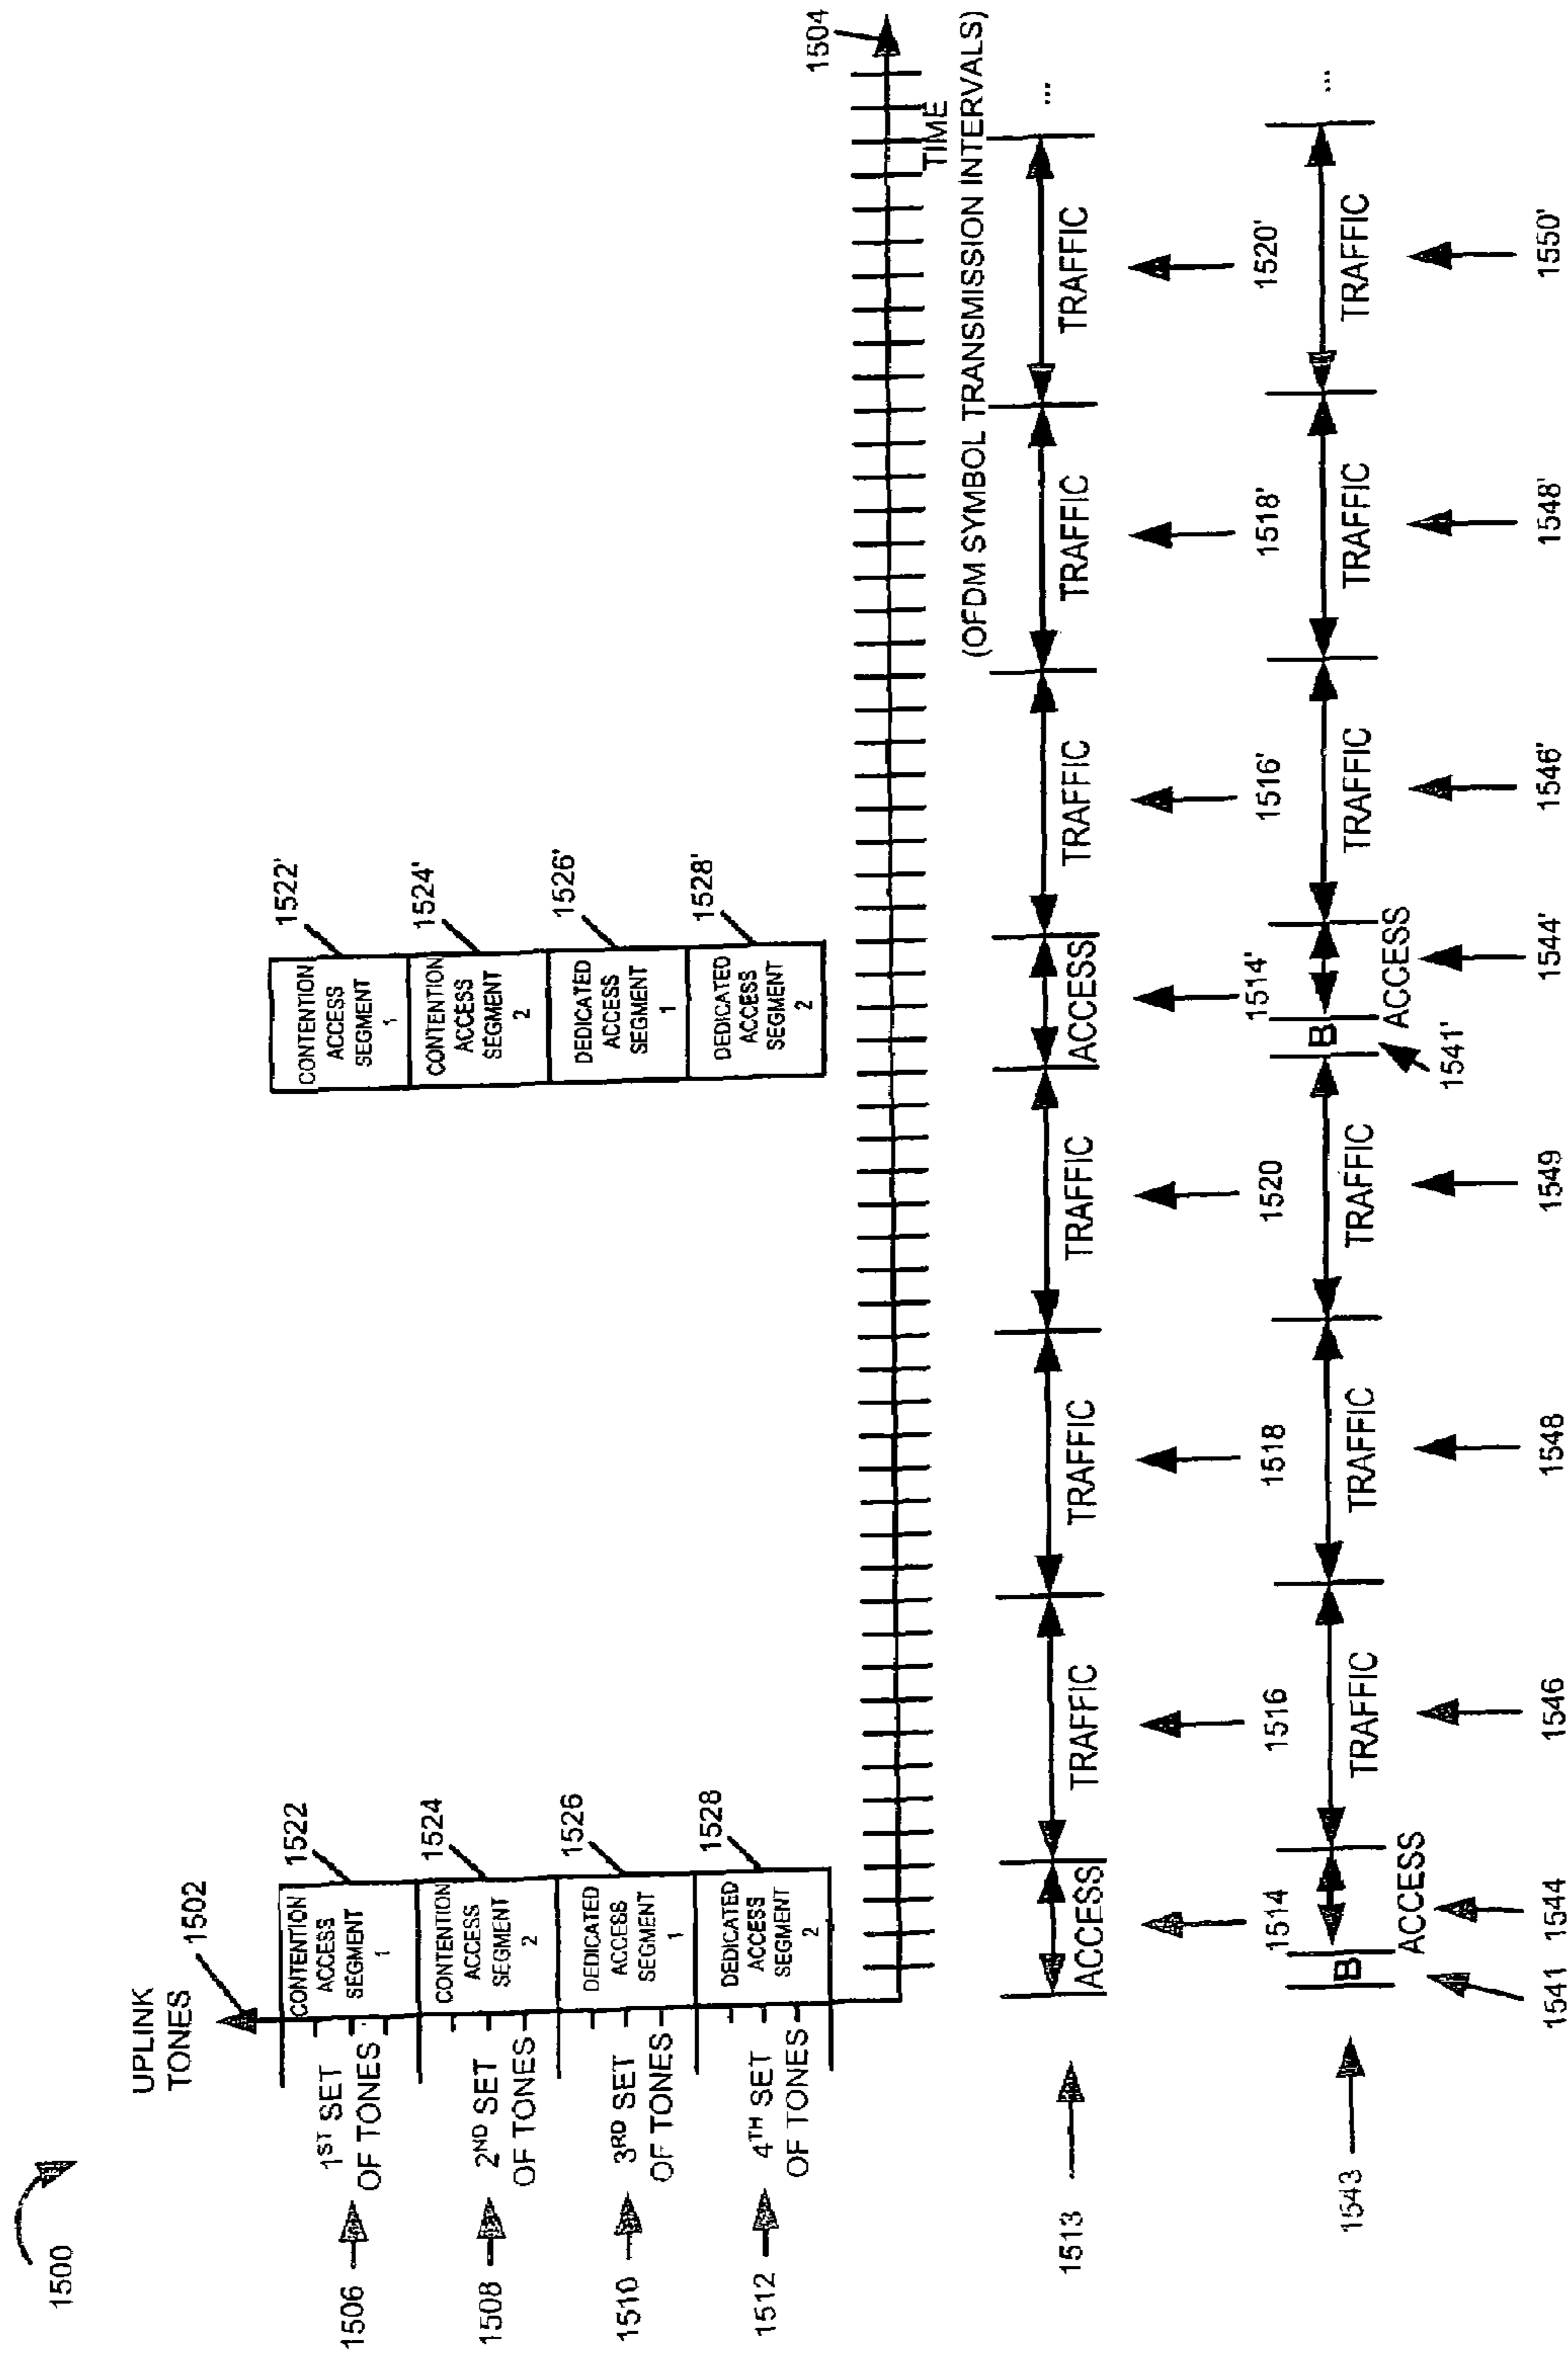 1500
UPLINK
TONES
1502
1506
1ST SET
OF TONES
1508
2ND SET
OF TONES
1510
3RD SET
OF TONES
1512
4TH SET
OF TONES
CONTENTION
ACCESS
SEGMENT
1
1522
CONTENTION
ACCESS
SEGMENT
2
1524
DEDICATED
ACCESS
SEGMENT
1
1526
DEDICATED
ACCESS
SEGMENT
2
1528
CONTENTION
ACCESS
SEGMENT
1
1522'
CONTENTION
ACCESS
SEGMENT
2
1524'
DEDICATED
ACCESS
SEGMENT
1
1526'
DEDICATED
ACCESS
SEGMENT
2
1528'
1504
TIME
(OFDM SYMBOL TRANSMISSION INTERVALS)
1513
ACCESS
TRAFFIC
TRAFFIC
TRAFFIC
ACCESS
TRAFFIC
TRAFFIC
TRAFFIC
...
1514
1516
1518
1520
1514'
1516'
1518'
1520'
1543
B
ACCESS
TRAFFIC
TRAFFIC
TRAFFIC
B
ACCESS
TRAFFIC
TRAFFIC
TRAFFIC
...
1541
1544
1546
1548
1549
1541'
1544'
1546'
1548'
1550'